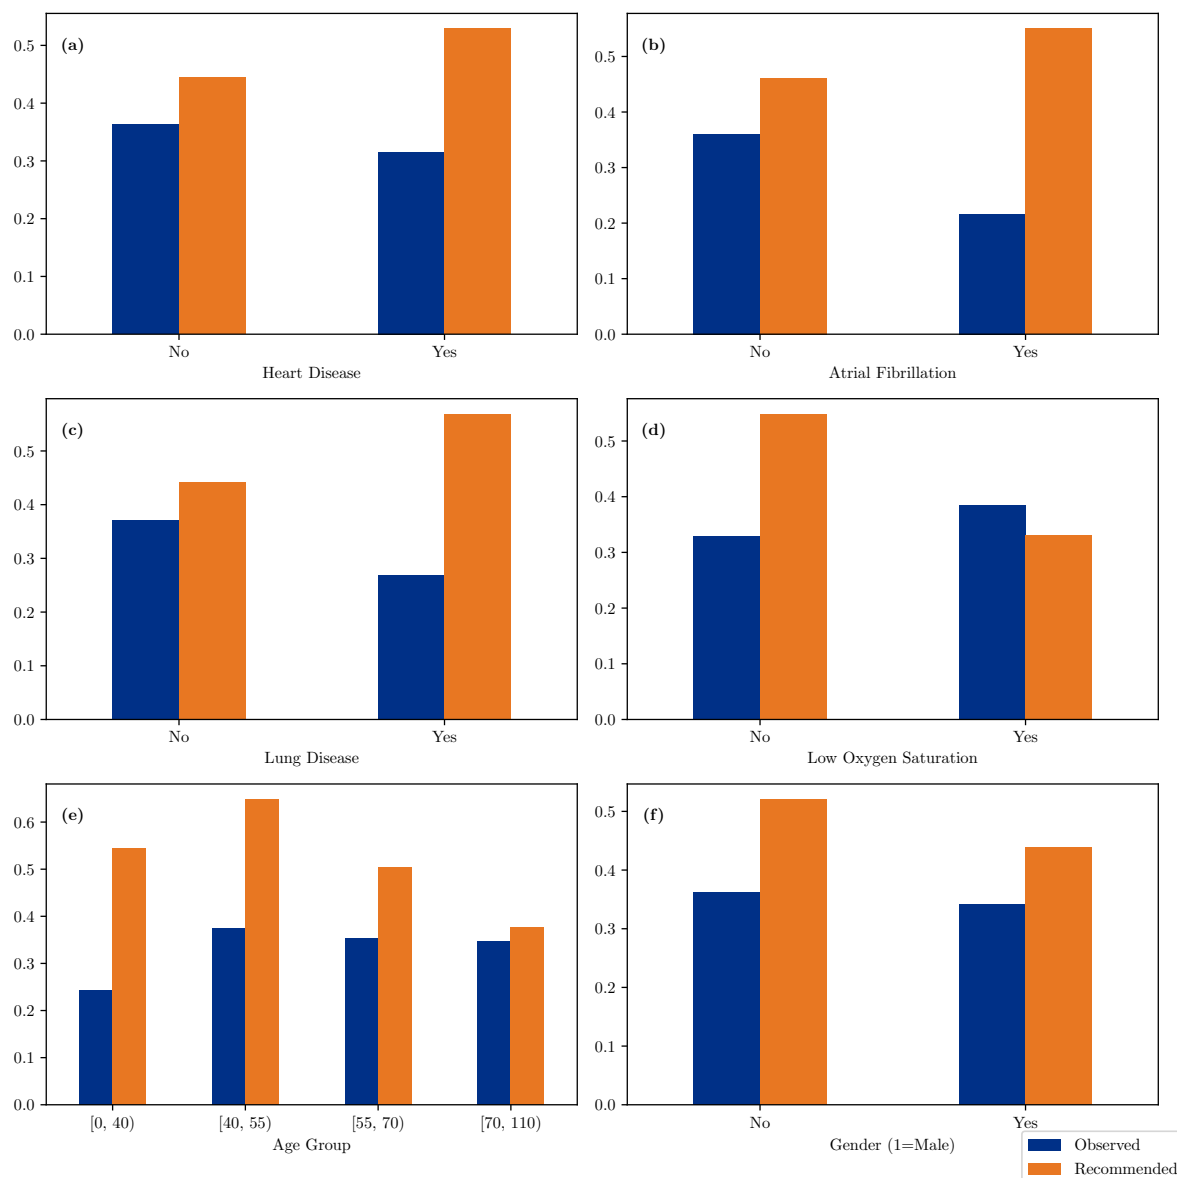 (a)
0.5
0.4
0.3
0.2
0.1
0.0
No Yes
Heart Disease
(b)
0.5
0.4
0.3
0.2
0.1
0.0
No Yes
Atrial Fibrillation
(c)
0.5
0.4
0.3
0.2
0.1
0.0
No Yes
Lung Disease
(d)
0.5
0.4
0.3
0.2
0.1
0.0
No Yes
Low Oxygen Saturation
(e)
0.6
0.5
0.4
0.3
0.2
0.1
0.0
[0, 40) [40, 55) [55, 70) [70, 110)
Age Group
(f)
0.5
0.4
0.3
0.2
0.1
0.0
No Yes
Gender (1=Male)
Observed
Recommended